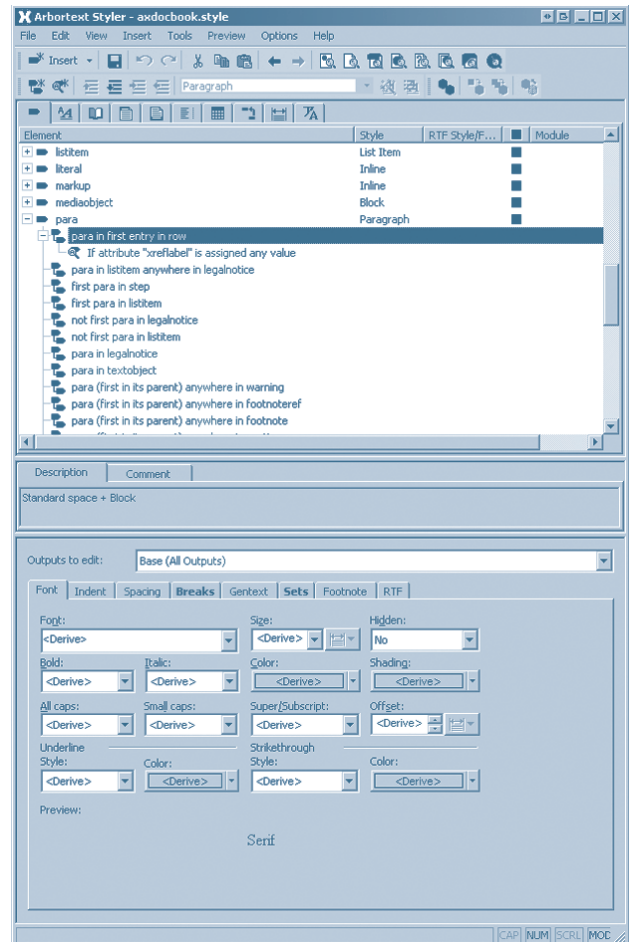 Arbortext Styler - axdocbook.style
File Edit View Insert Tools Preview Options Help
Insert
Paragraph
Element Style RTF Style/F... Module
listitem List Item
literal Inline
markup Inline
mediaobject Block
para Paragraph
para in first entry in row
If attribute "xreflabel" is assigned any value
para in listitem anywhere in legalnotice
first para in step
first para in listitem
not first para in legalnotice
not first para in listitem
para in legalnotice
para in textobject
para (first in its parent) anywhere in warning
para (first in its parent) anywhere in footnoteref
para (first in its parent) anywhere in footnote
Description Comment
Standard space + Block
Outputs to edit: Base (All Outputs)
Font Indent Spacing Breaks Gentext Sets Footnote RTF
Font: Size: Hidden:
<Derive> <Derive> No
Bold: Italic: Color: Shading:
<Derive> <Derive> <Derive> <Derive>
All caps: Small caps: Super/Subscript: Offset:
<Derive> <Derive> <Derive> <Derive>
Underline Strikethrough
Style: Color: Style: Color:
<Derive> <Derive> <Derive> <Derive>
Preview:
Serif
CAP NUM SCRL MOD